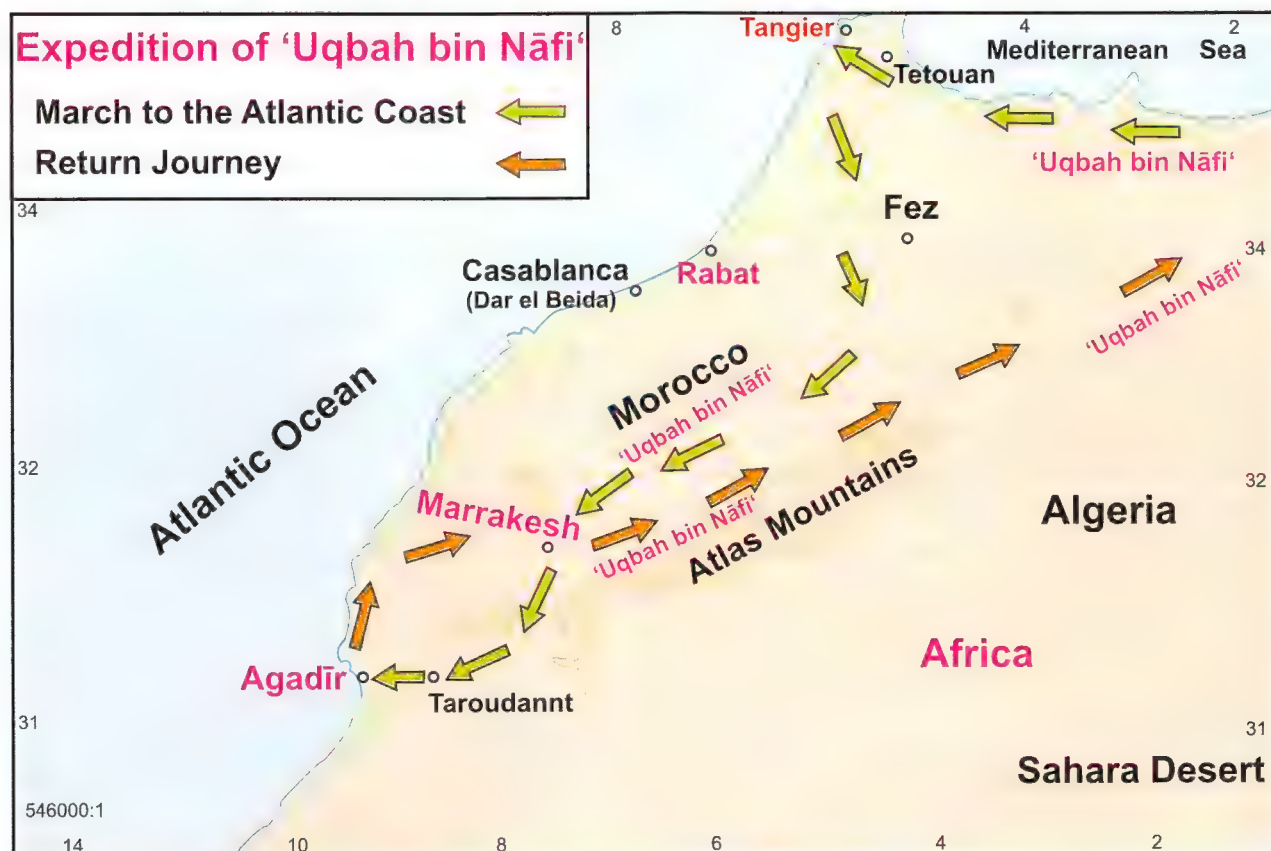 Expedition of ‘Uqbah bin Nāfi‘
March to the Atlantic Coast
Return Journey
8
4
2
Tangier
Mediterranean Sea
Tetouan
‘Uqbah bin Nāfi‘
34
Fez
34
Rabat
Casablanca
(Dar el Beida)
‘Uqbah bin Nāfi‘
Morocco
‘Uqbah bin Nāfi‘
Atlantic Ocean
32
32
Marrakesh
‘Uqbah bin Nāfi‘
Atlas Mountains
Algeria
Africa
Agadīr
Taroudannt
31
31
Sahara Desert
546000:1
14
10
8
6
4
2